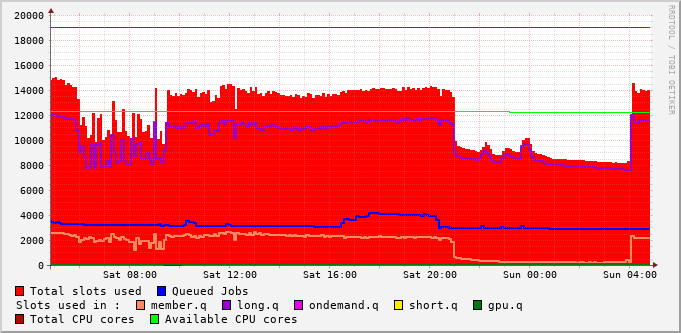 20000
18000
16000
14000
12000
10000
8000
6000
4000
2000
0
Sat 08:00 Sat 12:00 Sat 16:00 Sat 20:00 Sun 00:00 Sun 04:00
RRDTOOL / TOBI OETIKER
Total slots used Queued Jobs
Slots used in : member.q long.q ondemand.q short.q gpu.q
Total CPU cores Available CPU cores